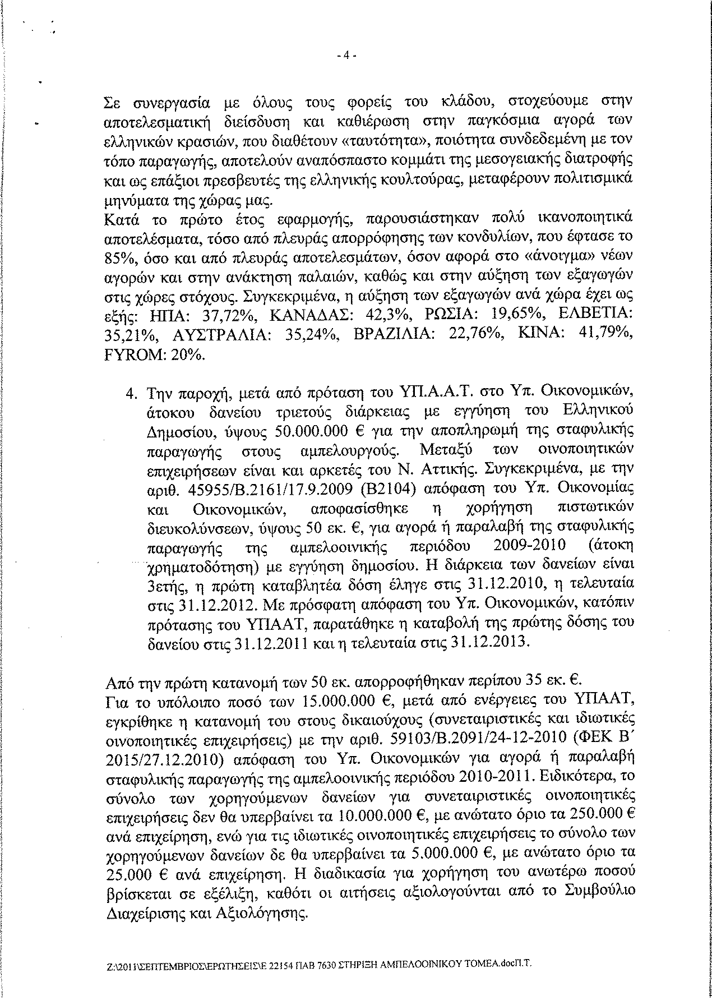 - 4 -
Σε συνεργασία με όλους τους φορείς του κλάδου, στοχεύουμε στην
αποτελεσματική διείσδυση και καθιέρωση στην παγκόσμια αγορά των
ελληνικών κρασιών, που διαθέτουν «ταυτότητα», ποιότητα συνδεδεμένη με τον
τόπο παραγωγής, αποτελούν αναπόσπαστο κομμάτι της μεσογειακής διατροφής
και ως επάξιοι πρεσβευτές της ελληνικής κουλτούρας, μεταφέρουν πολιτισμικά
μηνύματα της χώρας μας.
Κατά το πρώτο έτος εφαρμογής, παρουσιάστηκαν πολύ ικανοποιητικά
αποτελέσματα, τόσο από πλευράς απορρόφησης των κονδυλίων, που έφτασε το
85%, όσο και από πλευράς αποτελεσμάτων, όσον αφορά στο «άνοιγμα» νέων
αγορών και στην ανάκτηση παλαιών, καθώς και στην αύξηση των εξαγωγών
στις χώρες στόχους. Συγκεκριμένα, η αύξηση των εξαγωγών ανά χώρα έχει ως
εξής: ΗΠΑ: 37,72%, ΚΑΝΑΔΑΣ: 42,3%, ΡΩΣΙΑ: 19,65%, ΕΛΒΕΤΙΑ:
35,21%, ΑΥΣΤΡΑΛΙΑ: 35,24%, ΒΡΑΖΙΛΙΑ: 22,76%, ΚΙΝΑ: 41,79%,
FYROM: 20%.
4. Την παροχή, μετά από πρόταση του ΥΠ.Α.Α.Τ. στο Υπ. Οικονομικών,
άτοκου δανείου τριετούς διάρκειας με εγγύηση του Ελληνικού
Δημοσίου, ύψους 50.000.000 € για την αποπληρωμή της σταφυλικής
παραγωγής στους αμπελουργούς. Μεταξύ των οινοποιητικών
επιχειρήσεων είναι και αρκετές του Ν. Αττικής. Συγκεκριμένα, με την
αριθ. 45955/Β.2161/17.9.2009 (Β2104) απόφαση του Υπ. Οικονομίας
και Οικονομικών, αποφασίσθηκε η χορήγηση πιστωτικών
διευκολύνσεων, ύψους 50 εκ. €, για αγορά ή παραλαβή της σταφυλικής
παραγωγής της αμπελοοινικής περιόδου 2009-2010 (άτοκη
χρηματοδότηση) με εγγύηση δημοσίου. Η διάρκεια των δανείων είναι
3ετής, η πρώτη καταβλητέα δόση έληγε στις 31.12.2010, η τελευταία
στις 31.12.2012. Με πρόσφατη απόφαση του Υπ. Οικονομικών, κατόπιν
πρότασης του ΥΠΑΑΤ, παρατάθηκε η καταβολή της πρώτης δόσης του
δανείου στις 31.12.2011 και η τελευταία στις 31.12.2013.
Από την πρώτη κατανομή των 50 εκ. απορροφήθηκαν περίπου 35 εκ. €.
Για το υπόλοιπο ποσό των 15.000.000 €, μετά από ενέργειες του ΥΠΑΑΤ,
εγκρίθηκε η κατανομή του στους δικαιούχους (συνεταιριστικές και ιδιωτικές
οινοποιητικές επιχειρήσεις) με την αριθ. 59103/Β.2091/24-12-2010 (ΦΕΚ Β΄
2015/27.12.2010) απόφαση του Υπ. Οικονομικών για αγορά ή παραλαβή
σταφυλικής παραγωγής της αμπελοοινικής περιόδου 2010-2011. Ειδικότερα, το
σύνολο των χορηγούμενων δανείων για συνεταιριστικές οινοποιητικές
επιχειρήσεις δεν θα υπερβαίνει τα 10.000.000 €, με ανώτατο όριο τα 250.000 €
ανά επιχείρηση, ενώ για τις ιδιωτικές οινοποιητικές επιχειρήσεις το σύνολο των
χορηγούμενων δανείων δε θα υπερβαίνει τα 5.000.000 €, με ανώτατο όριο τα
25.000 € ανά επιχείρηση. Η διαδικασία για χορήγηση του ανωτέρω ποσού
βρίσκεται σε εξέλιξη, καθότι οι αιτήσεις αξιολογούνται από το Συμβούλιο
Διαχείρισης και Αξιολόγησης.
Z:\2011\ΣΕΠΤΕΜΒΡΙΟΣ\ΕΡΩΤΗΣΕΙΣ\Ε 22154 ΠΑΒ 7630 ΣΤΗΡΙΞΗ ΑΜΠΕΛΟΟΙΝΙΚΟΥ ΤΟΜΕΑ.docΠ.Τ.